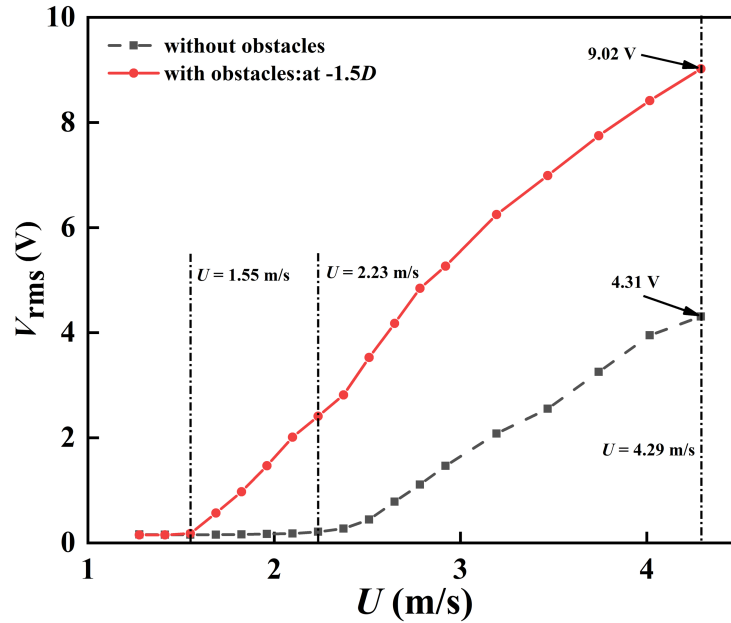 10
without obstacles
with obstacles:at -1.5D
9.02 V
8
6
U = 1.55 m/s
U = 2.23 m/s
4.31 V
Vrms (V)
4
2
U = 4.29 m/s
0
1
2
3
4
U (m/s)